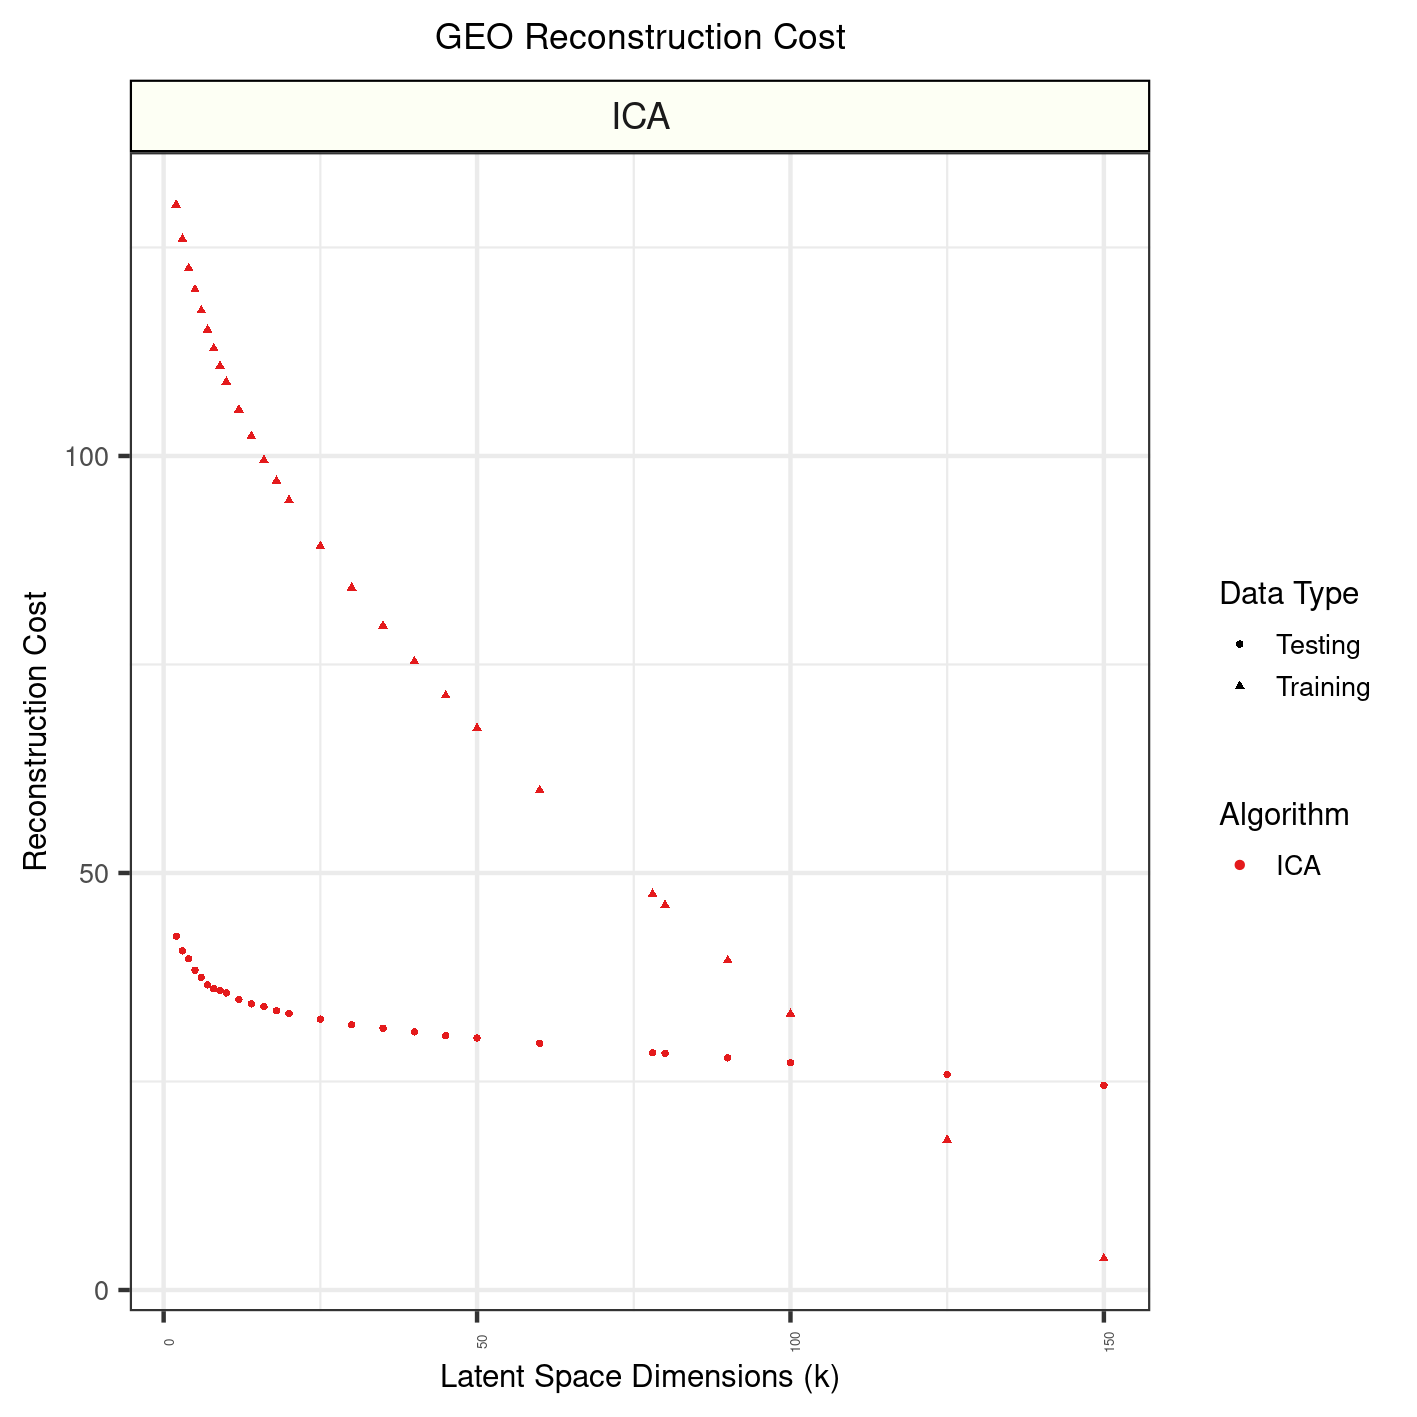 GEO Reconstruction Cost
ICA
Reconstruction Cost
100
50
0
0
50
100
150
Latent Space Dimensions (k)
Data Type
Testing
Training
Algorithm
ICA